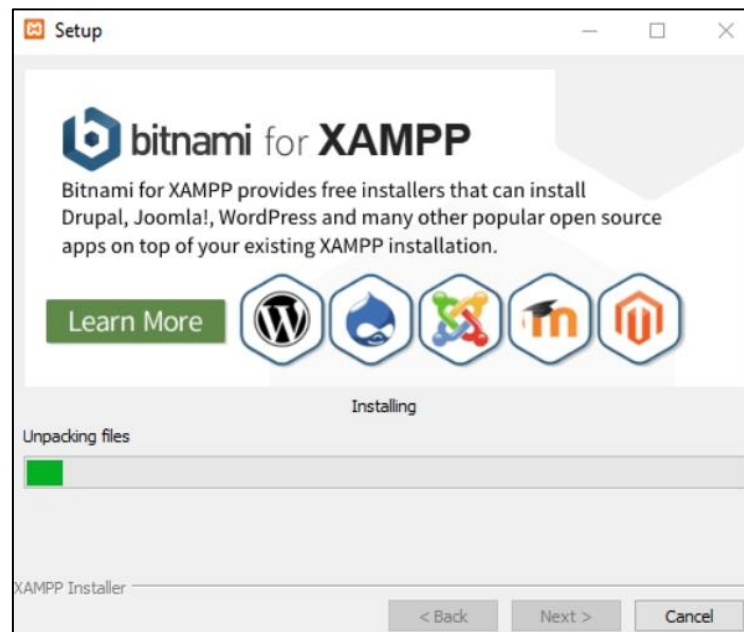 Setup
bitnami for XAMPP
Bitnami for XAMPP provides free installers that can install
Drupal, Joomla!, WordPress and many other popular open source
apps on top of your existing XAMPP installation.
Learn More
Installing
Unpacking files
XAMPP Installer
< Back Next > Cancel